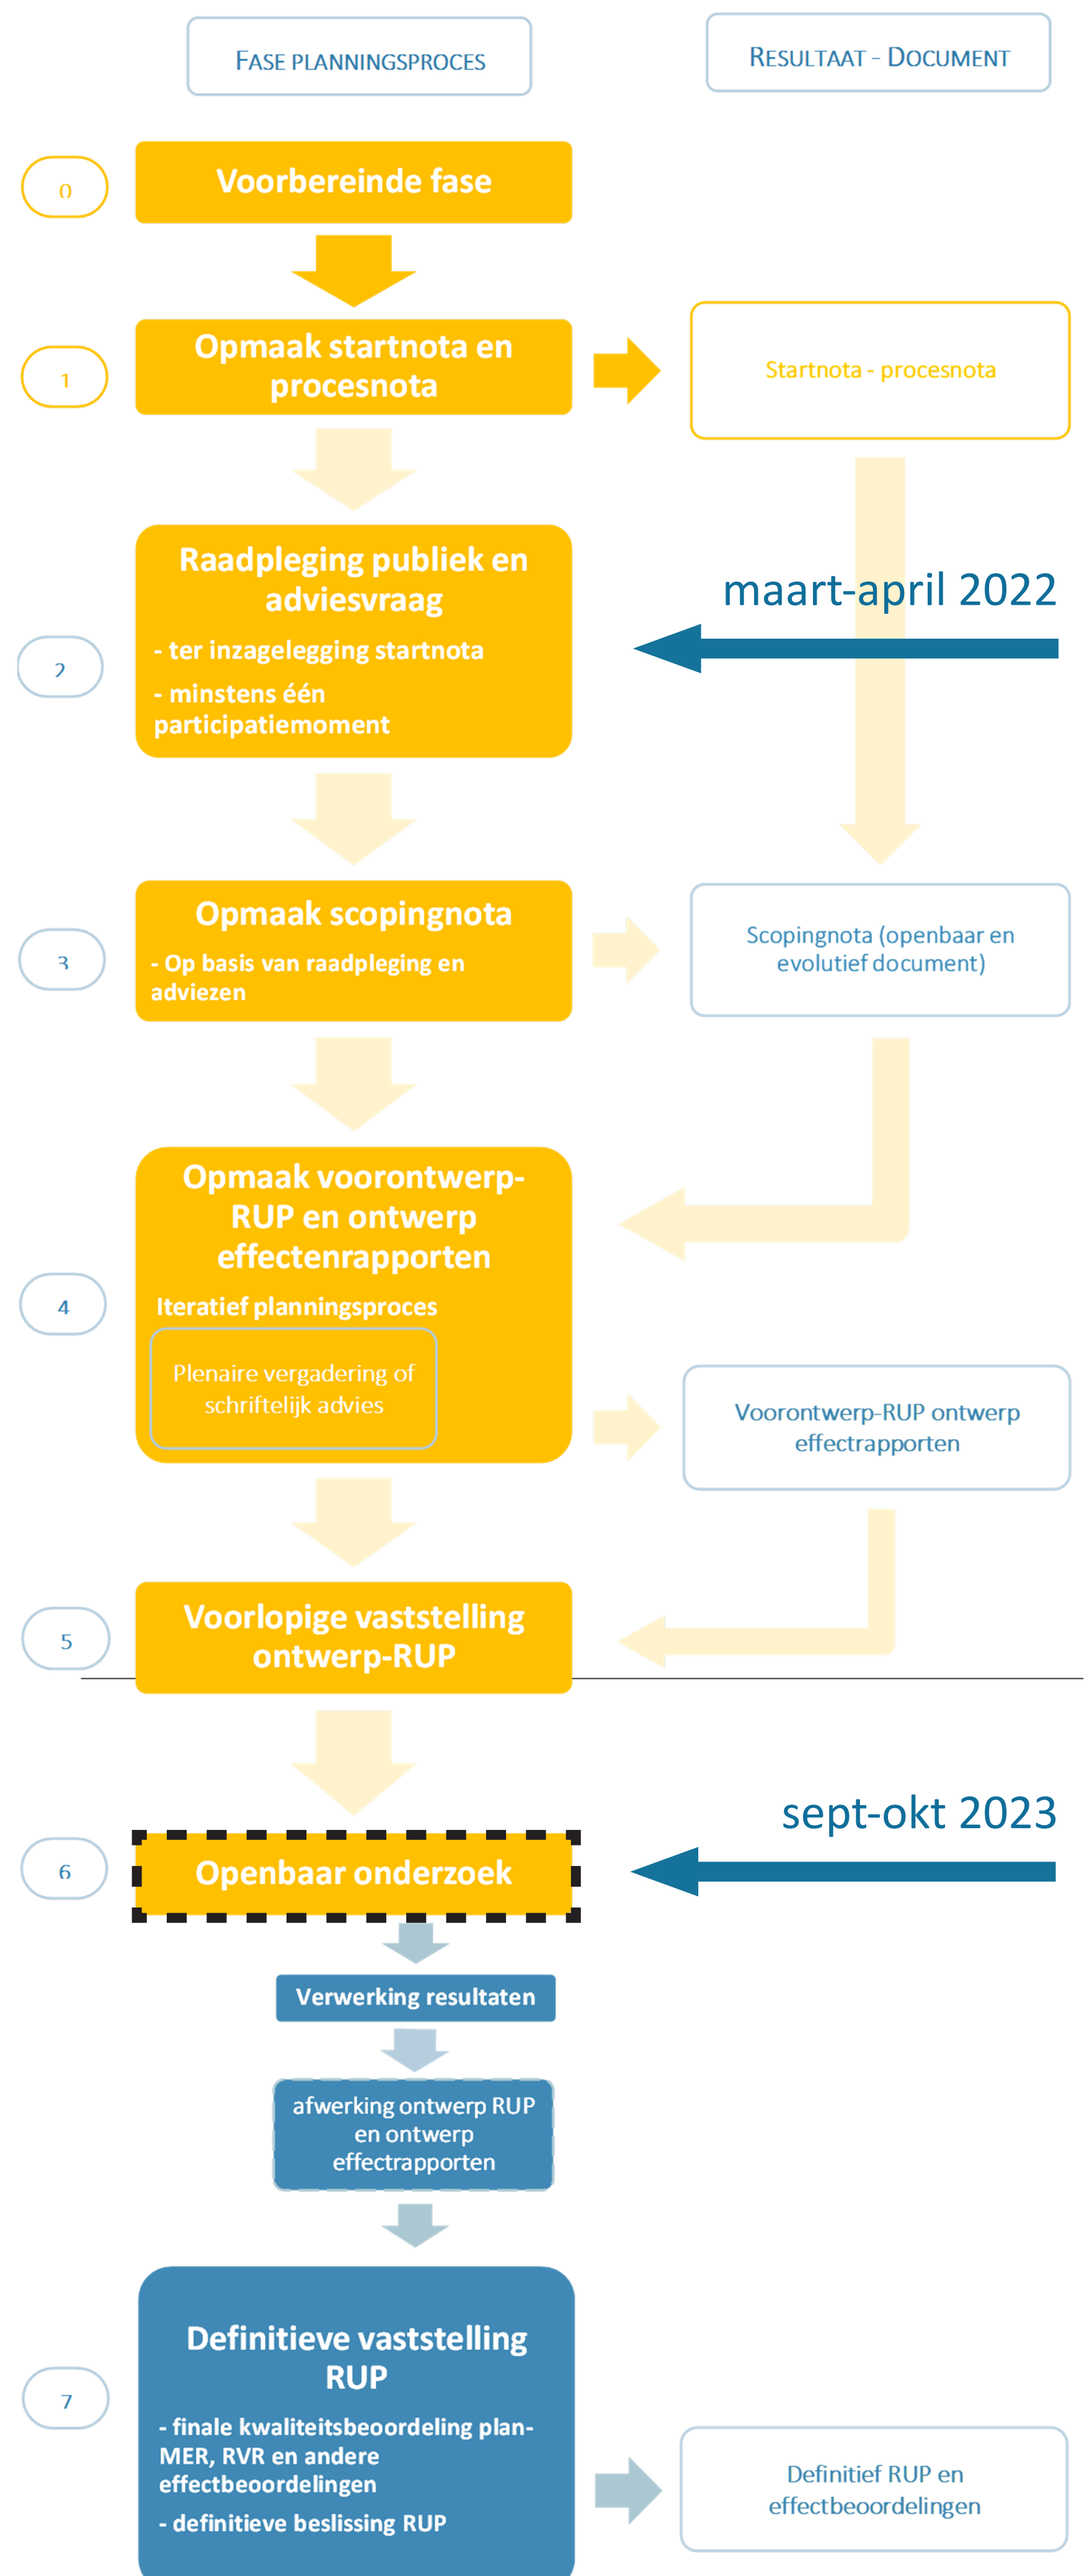 FASE PLANNINGSPROCES
RESULTAAT - DOCUMENT
0
Voorbereinde fase
1
Opmaak startnota en
procesnota
Startnota - procesnota
2
Raadpleging publiek en
adviesvraag
- ter inzagelegging startnota
- minstens één
participatiemoment
maart-april 2022
3
Opmaak scopingnota
- Op basis van raadpleging en
adviezen
Scopingnota (openbaar en
evolutief document)
4
Opmaak voorontwerp-
RUP en ontwerp
effectenrapporten
Iteratief planningsproces
Plenaire vergadering of
schriftelijk advies
Voorontwerp-RUP ontwerp
effectrapporten
5
Voorlopige vaststelling
ontwerp-RUP
6
Openbaar onderzoek
sept-okt 2023
Verwerking resultaten
afwerking ontwerp RUP
en ontwerp
effectrapporten
7
Definitieve vaststelling
RUP
- finale kwaliteitsbeoordeling plan-
MER, RVR en andere
effectbeoordelingen
- definitieve beslissing RUP
Definitief RUP en
effectbeoordelingen